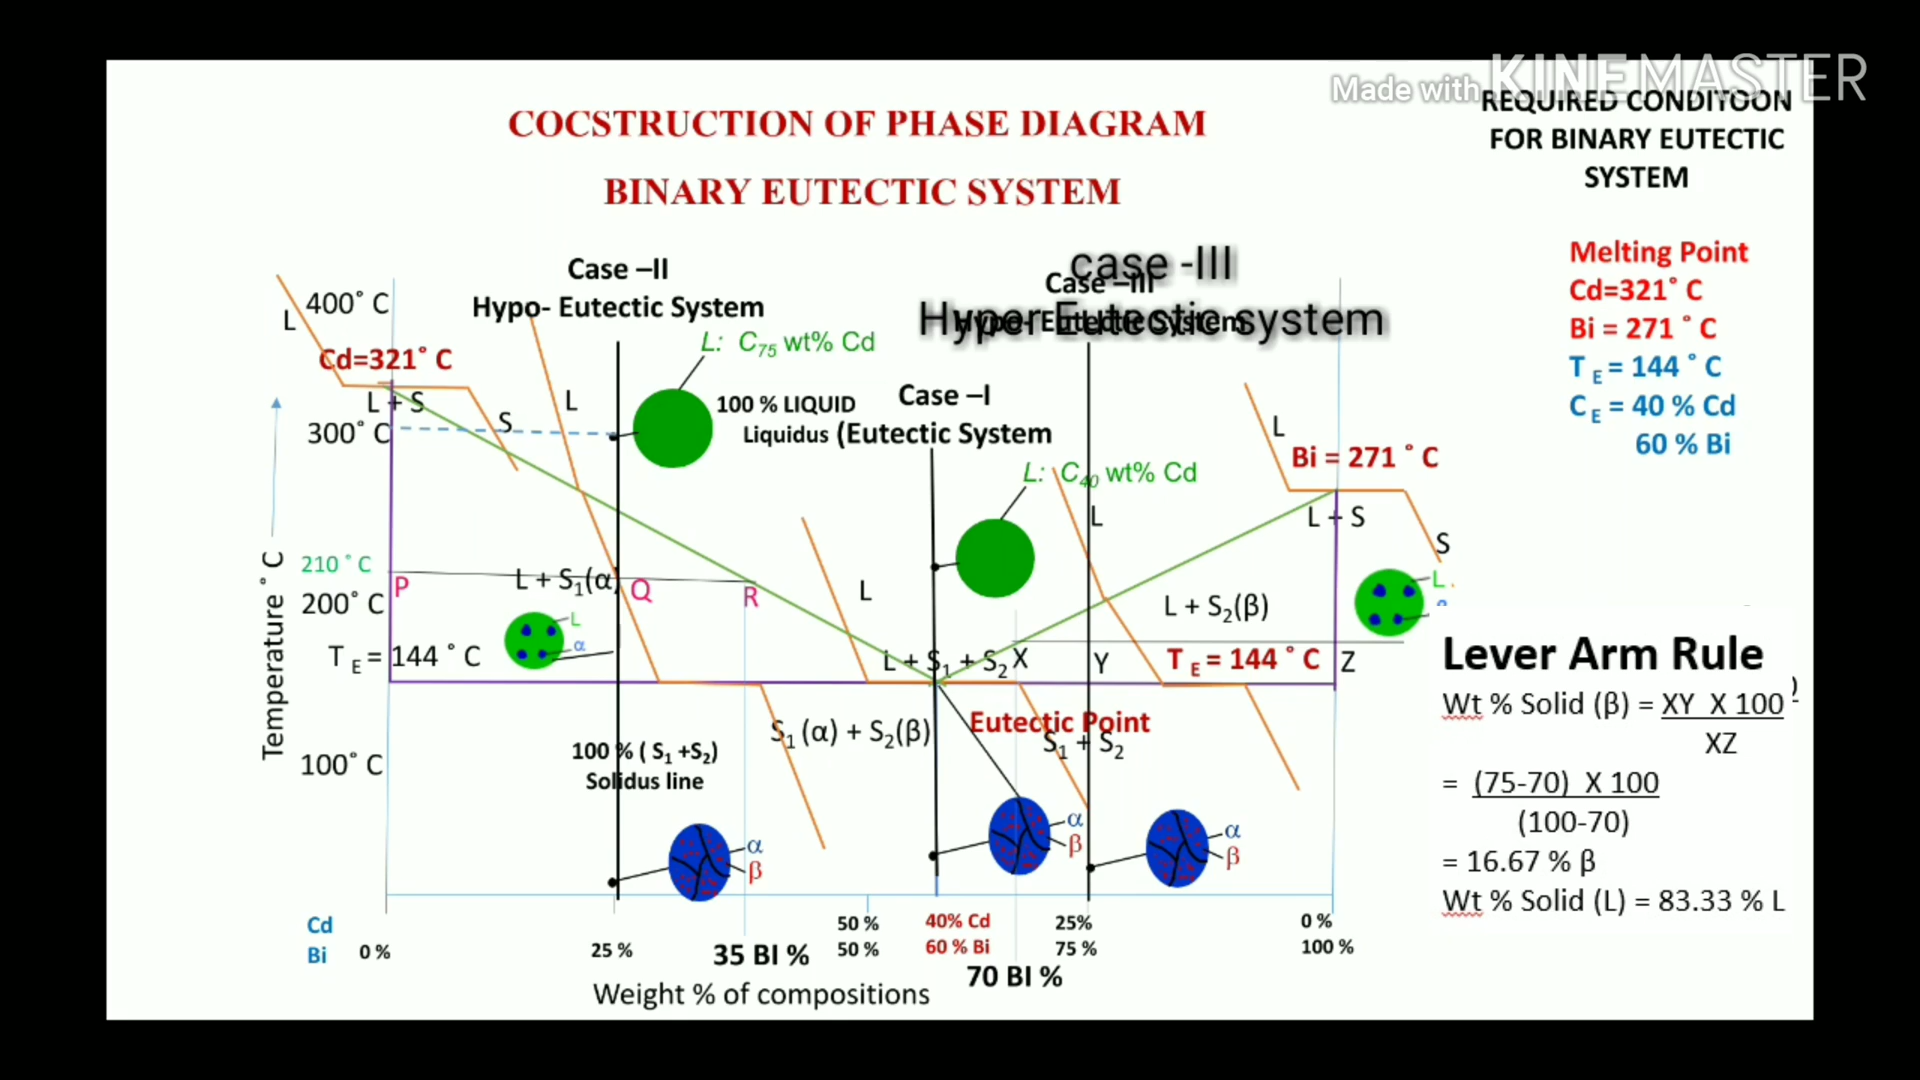 Made with KINEMASTER
REQUIRED CONDITOON
FOR BINARY EUTECTIC
SYSTEM
COCSTRUCTION OF PHASE DIAGRAM
BINARY EUTECTIC SYSTEM
Melting Point
Cd=321° C
Bi = 271 ° C
T E = 144 ° C
C E = 40 % Cd
60 % Bi
Case –II
Hypo- Eutectic System
case -III
Hyper Eutectic system
Case –III
L: C75 wt% Cd
100 % LIQUID
Liquidus
Case –I
(Eutectic System
L: C40 wt% Cd
400° C
L
Cd=321° C
L + S
300° C
S
L
L
Bi = 271 ° C
L + S
S
L
210 ° C
P
L + S1(α)
Q
R
L
L
L + S2(β)
L
200° C
L
α
T E = 144 ° C
L + S1 + S2
X
Y
T E = 144 ° C
Z
Temperature ° C
S1 (α) + S2(β)
Eutectic Point
S1 + S2
100 % ( S1 +S2)
Solidus line
100° C
α
β
α
β
α
β
Cd
50 %
40% Cd
25%
0 %
Bi
0 %
25 %
35 BI %
50 %
60 % Bi
75 %
100 %
70 BI %
Weight % of compositions
Lever Arm Rule
Wt % Solid (β) = XY X 100
XZ
= (75-70) X 100
(100-70)
= 16.67 % β
Wt % Solid (L) = 83.33 % L